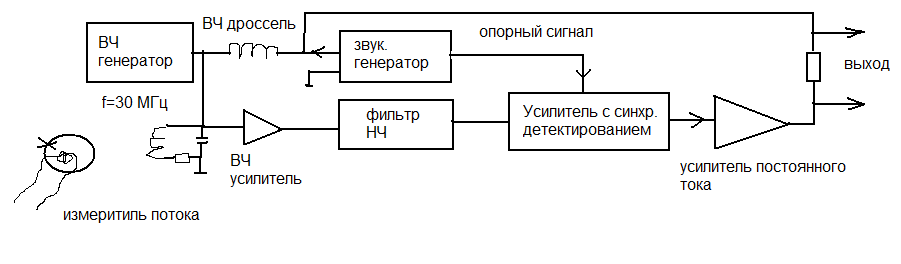 ВЧ дроссель
опорный сигнал
ВЧ
генератор
звук.
генератор
выход
f=30 МГц
фильтр
НЧ
Усилитель с синхр.
детектированием
ВЧ
усилитель
усилитель постоянного
тока
измеритиль потока